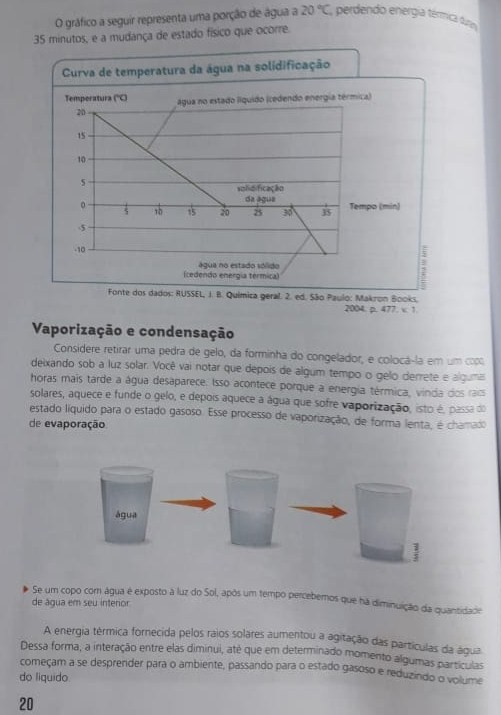 O gráfico a seguir representa uma porção de água a 20 ºC, perdendo energia térmica durante
35 minutos, e a mudança de estado físico que ocorre.
Curva de temperatura da água na solidificação
Temperatura (ºC)
água no estado líquido (cedendo energia térmica)
20
15
10
5
solidificação
da água
0
5 10 15 20 25 30 35
Tempo (min)
-5
-10
água no estado sólido
(cedendo energia térmica)
EDITORIA DE ARTE
Fonte dos dados: RUSSEL, J. B. Química geral. 2. ed. São Paulo: Makron Books,
2004. p. 477. v. 1.
Vaporização e condensação
Considere retirar uma pedra de gelo, da forminha do congelador, e colocá-la em um copo,
deixando sob a luz solar. Você vai notar que depois de algum tempo o gelo derrete e algumas
horas mais tarde a água desaparece. Isso acontece porque a energia térmica, vinda dos raios
solares, aquece e funde o gelo, e depois aquece a água que sofre vaporização, isto é, passa do
estado líquido para o estado gasoso. Esse processo de vaporização, de forma lenta, é chamado
de evaporação.
água
Se um copo com água é exposto à luz do Sol, após um tempo percebemos que há diminuição da quantidade
de água em seu interior.
A energia térmica fornecida pelos raios solares aumentou a agitação das partículas da água.
Dessa forma, a interação entre elas diminui, até que em determinado momento algumas partículas
começam a se desprender para o ambiente, passando para o estado gasoso e reduzindo o volume
do líquido.
20